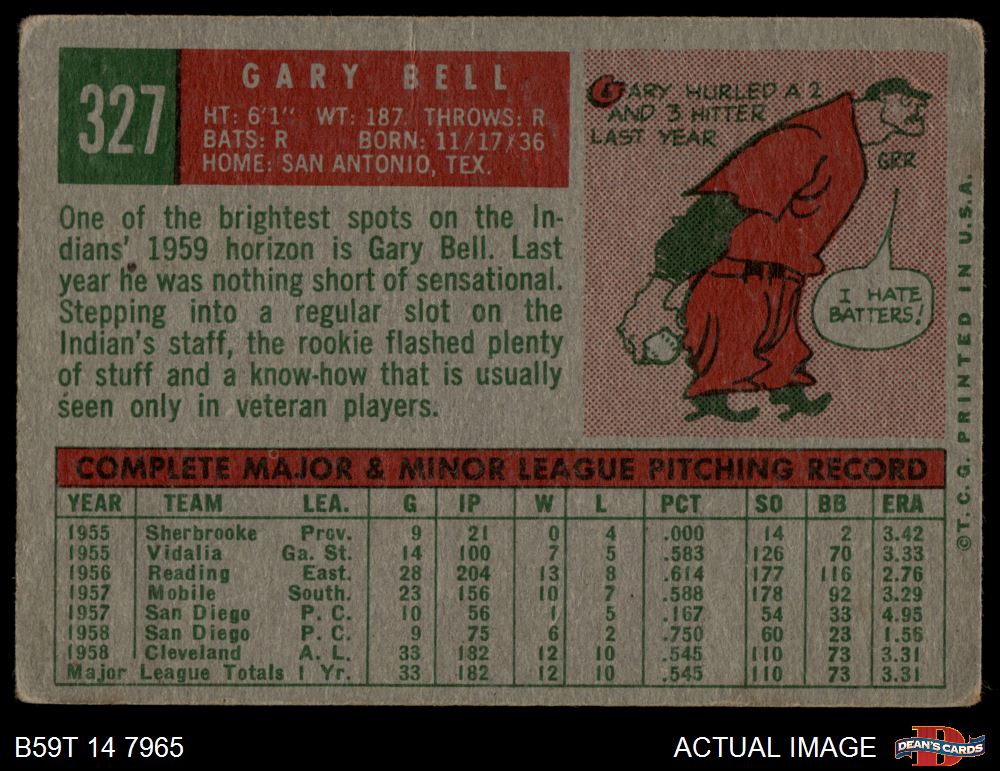 327
GARY BELL
HT: 6'1" WT: 187. THROWS: R
BATS: R BORN: 11/17/36
HOME: SAN ANTONIO, TEX.
GARY HURLED A 2
AND 3 HITTER
LAST YEAR
GRR
I HATE
BATTERS!
One of the brightest spots on the In-
dians' 1959 horizon is Gary Bell. Last
year he was nothing short of sensational.
Stepping into a regular slot on the
Indian's staff, the rookie flashed plenty
of stuff and a know-how that is usually
seen only in veteran players.
COMPLETE MAJOR & MINOR LEAGUE PITCHING RECORD
YEAR TEAM LEA. G IP W L PCT SO BB ERA
1955 Sherbrooke Prov. 9 21 0 4 .000 14 2 3.42
1955 Vidalia Ga. St. 14 100 7 5 .583 126 70 3.33
1956 Reading East. 28 204 13 8 .614 177 116 2.76
1957 Mobile South. 23 156 10 7 .588 178 92 3.29
1957 San Diego P. C. 10 56 1 5 .167 54 33 4.95
1958 San Diego P. C. 9 75 6 2 .750 60 23 1.56
1958 Cleveland A. L. 33 182 12 10 .545 110 73 3.31
Major League Totals 1 Yr. 33 182 12 10 .545 110 73 3.31
©T. C. G. PRINTED IN U.S.A.
B59T 14 7965
ACTUAL IMAGE
DEAN'S CARDS